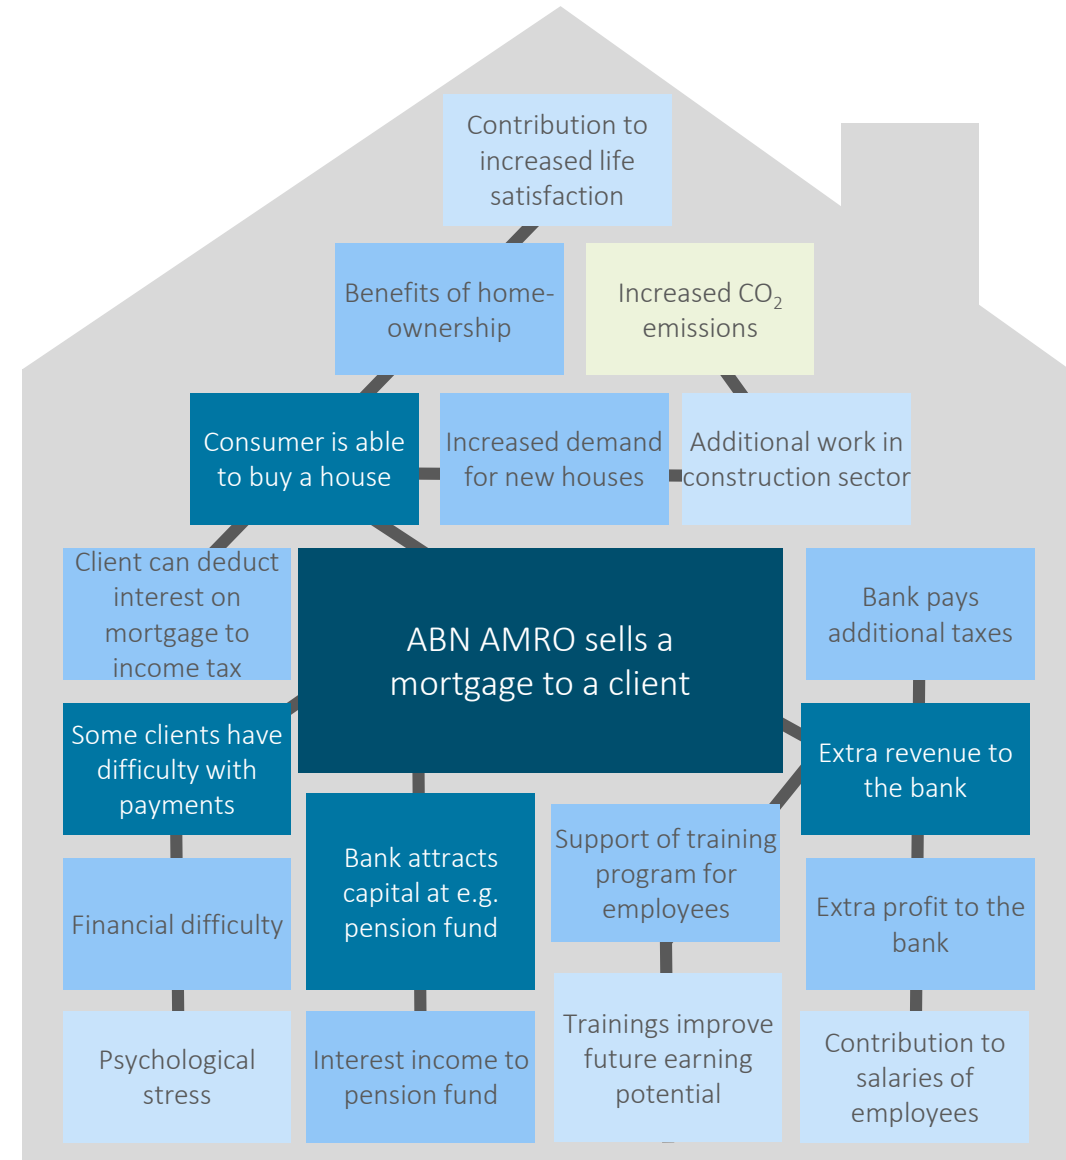 Contribution to
increased life
satisfaction
Benefits of home-
ownership
Increased CO₂
emissions
Consumer is able
to buy a house
Increased demand
for new houses
Additional work in
construction sector
Client can deduct
interest on
mortgage to
income tax
ABN AMRO sells a
mortgage to a client
Bank pays
additional taxes
Some clients have
difficulty with
payments
Extra revenue to
the bank
Bank attracts
capital at e.g.
pension fund
Support of training
program for
employees
Financial difficulty
Extra profit to the
bank
Psychological
stress
Interest income to
pension fund
Trainings improve
future earning
potential
Contribution to
salaries of
employees